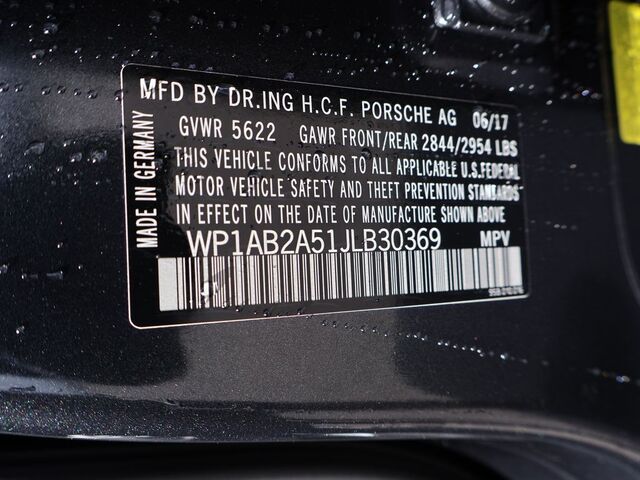 MFD BY DR.ING H.C.F. PORSCHE AG 06/17
GVWR 5622 GAWR FRONT/REAR 2844/2954 LBS
THIS VEHICLE CONFORMS TO ALL APPLICABLE U.S.FEDERAL
MOTOR VEHICLE SAFETY AND THEFT PREVENTION STANDARDS
IN EFFECT ON THE DATE OF MANUFACTURE SHOWN ABOVE
WP1AB2A51JLB30369 MPV
MADE IN GERMANY